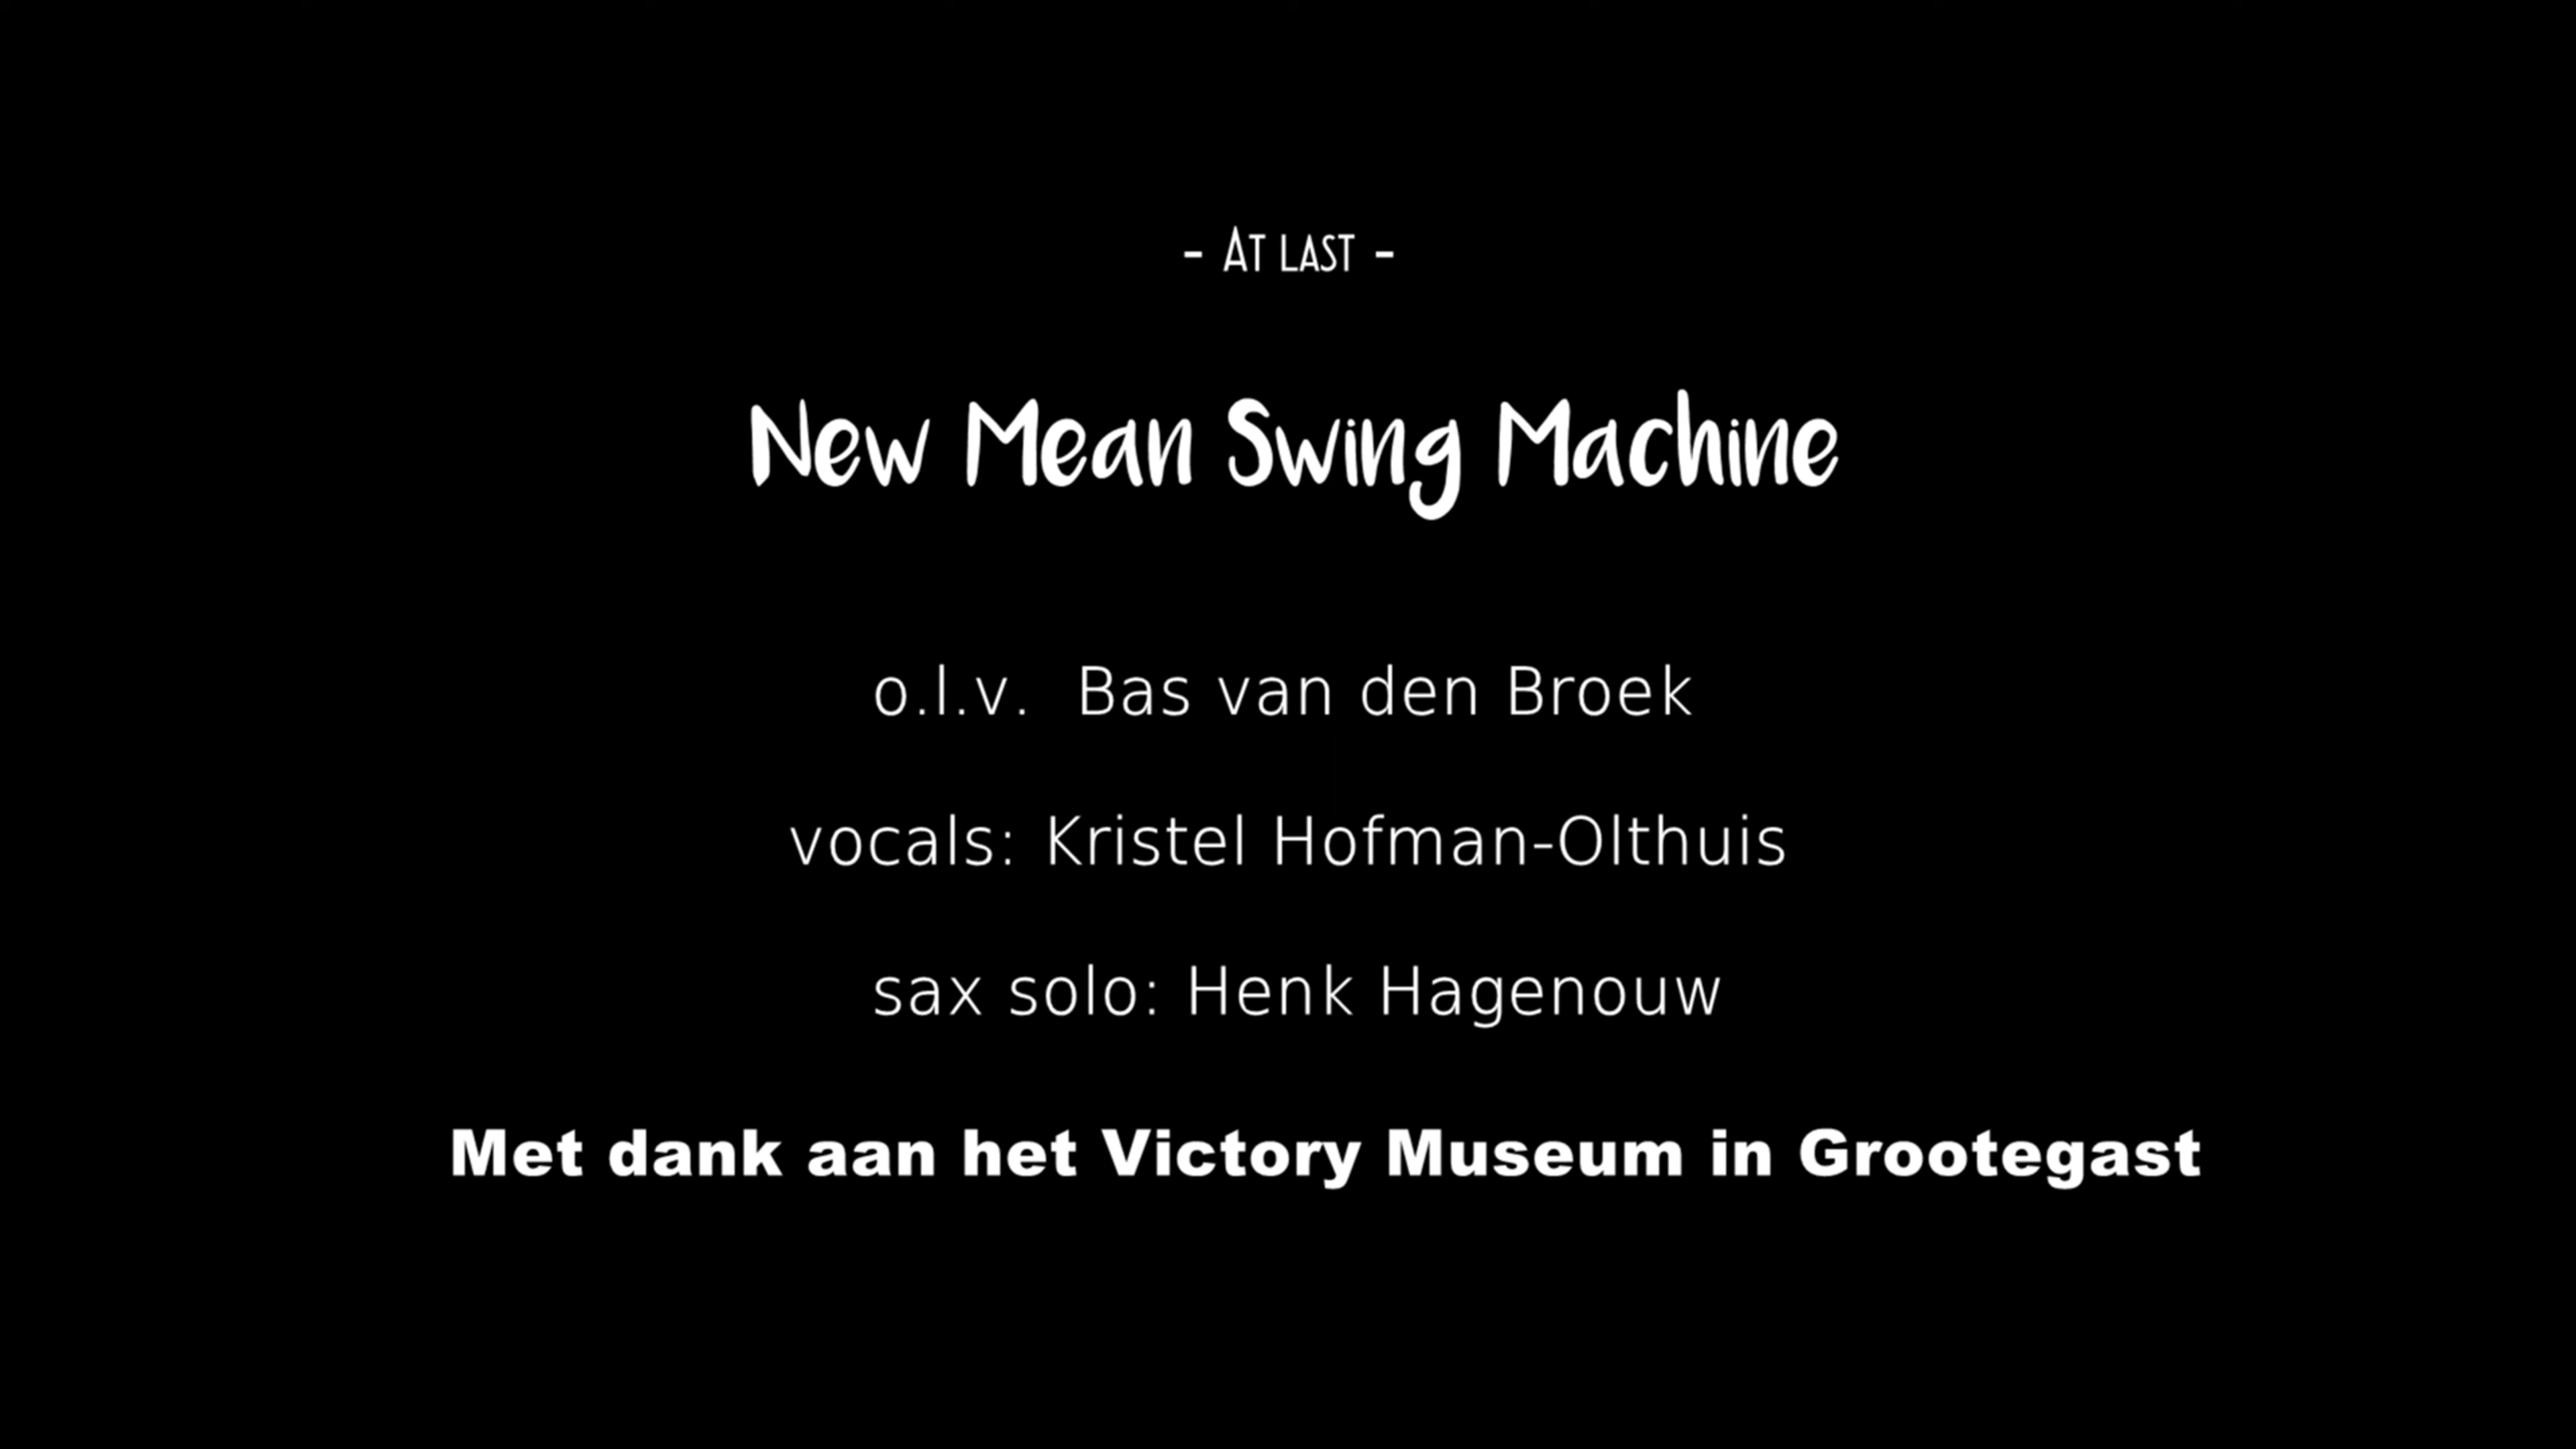 - At last -
New Mean Swing Machine
o.l.v. Bas van den Broek
vocals: Kristel Hofman-Olthuis
sax solo: Henk Hagenouw
Met dank aan het Victory Museum in Grootegast